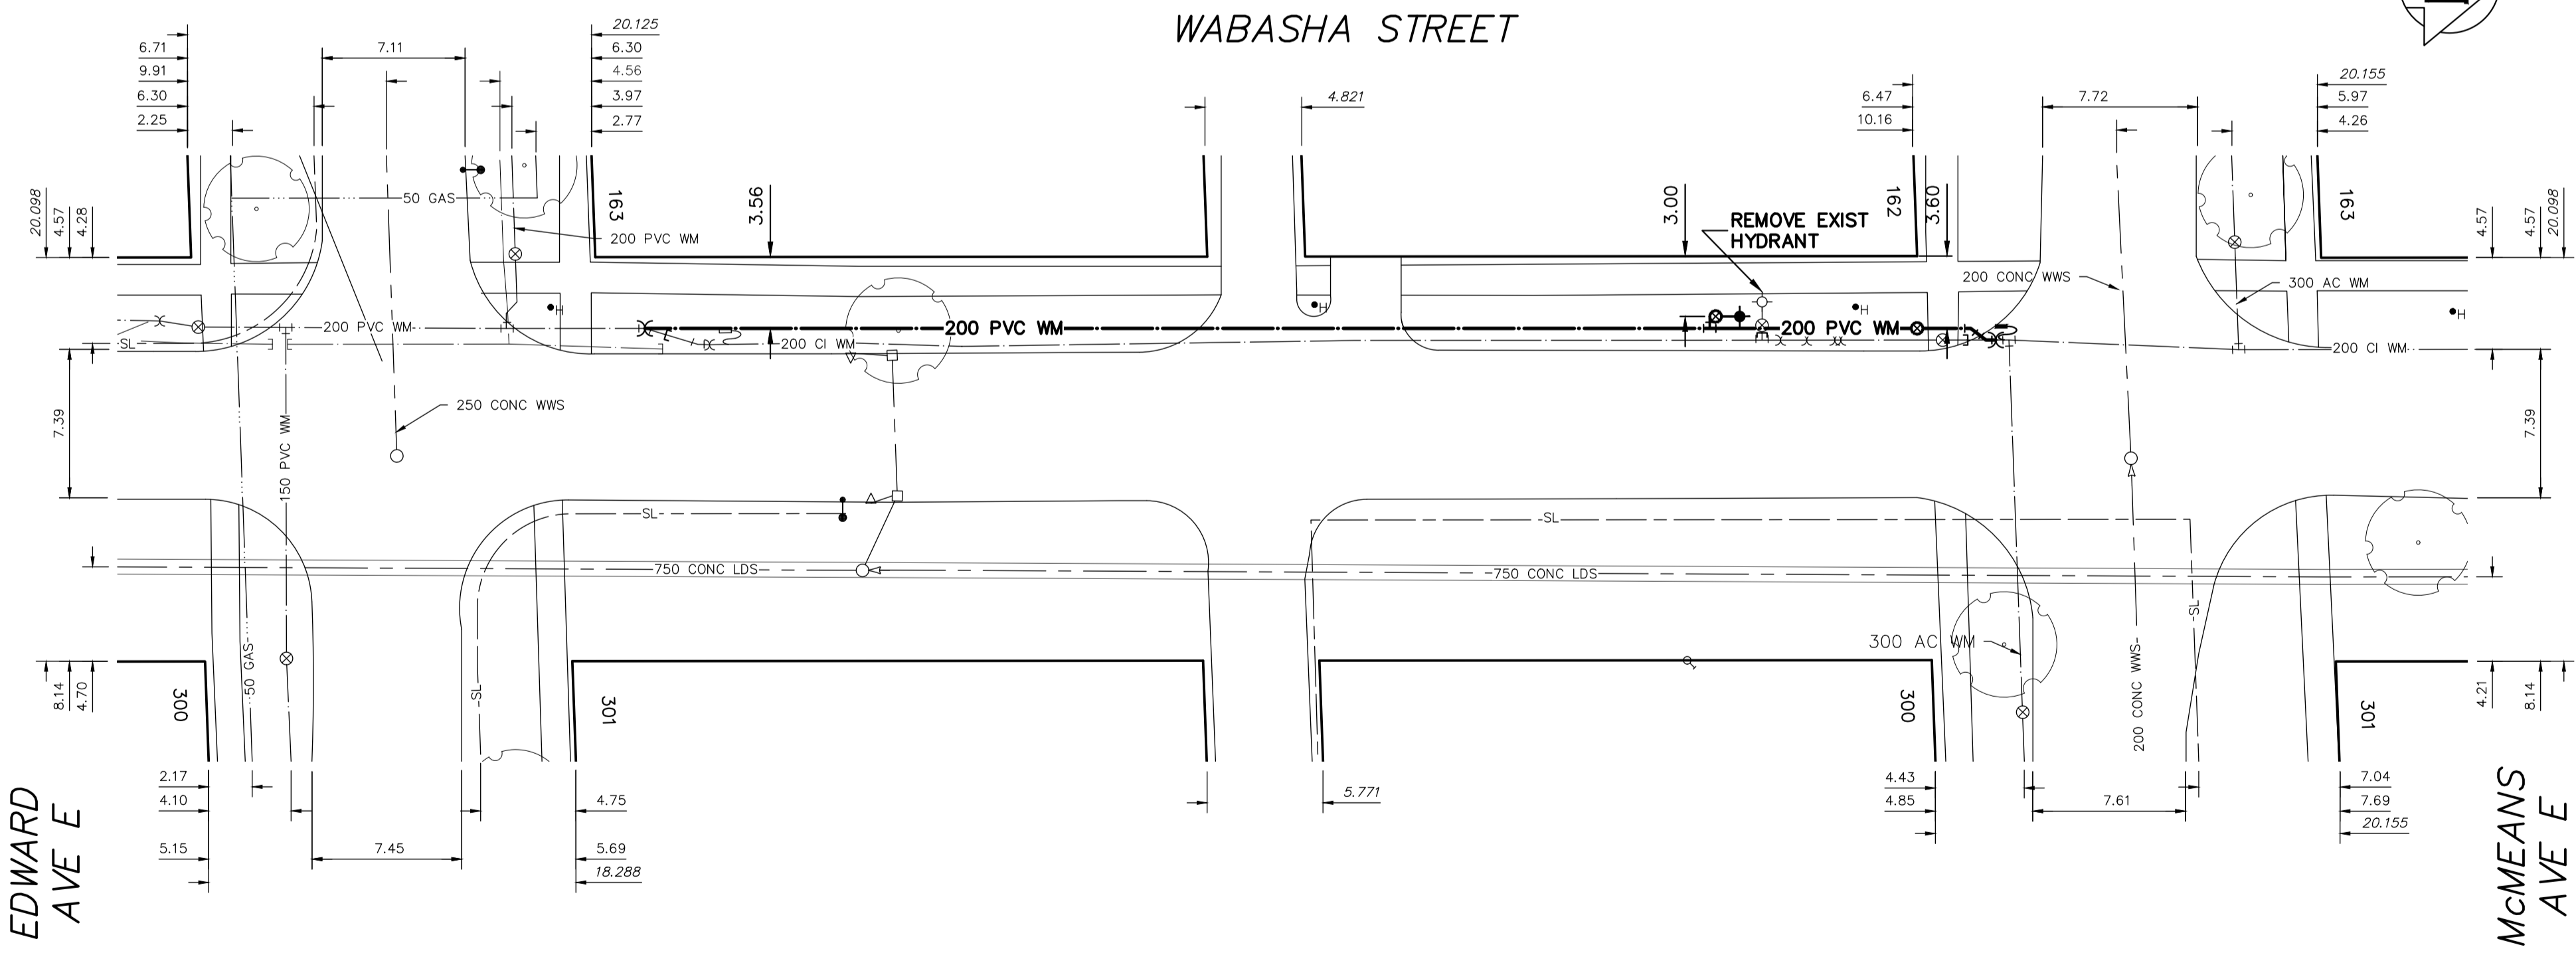 WABASHA STREET
20.125
6.71
7.11
6.30
9.91
4.56
6.30
3.97
2.25
2.77
4.821
6.47
10.16
7.72
20.155
5.97
4.26
20.098
4.57
4.28
50 GAS
163
200 PVC WM
3.56
3.00
REMOVE EXIST
HYDRANT
162
3.60
200 CONC WWS
163
300 AC WM
4.57
4.57
20.098
H
H
H
H
200 PVC WM
200 PVC WM
200 PVC WM
SL
200 CI WM
200 CI WM
7.39
150 PVC WM
250 CONC WWS
7.39
SL
SL
750 CONC LDS
750 CONC LDS
SL
50 GAS
SL
300 AC WM
200 CONC WWS
8.14
4.70
300
301
300
301
4.21
8.14
2.17
4.10
4.75
5.771
4.43
4.85
7.61
7.04
7.69
20.155
5.15
7.45
5.69
18.288
EDWARD
AVE E
McMEANS
AVE E